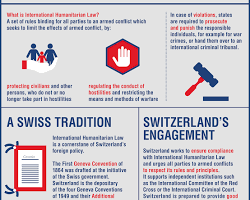 What is International Humanitarian Law?
A set of rules binding for all parties to an armed conflict which
seeks to limit the effects of armed conflict, by:
protecting civilians and other
persons, who do not or no
longer take part in hostilities
regulating the conduct of
hostilities and restricting the
means and methods of warfare
In case of violations, states
are required to prosecute
and punish the responsible
individuals, for example for war
crimes, or hand them over to an
international criminal tribunal.
A SWISS TRADITION
International Humanitarian Law
is a cornerstone of Switzerland's
foreign policy.
The First Geneva Convention of
1864 was drafted at the initiative
of the Swiss government.
Switzerland is the depositary
of the four Geneva Conventions
of 1949 and their Additional
SWITZERLAND'S
ENGAGEMENT
Switzerland works to ensure compliance
with International Humanitarian Law
and urges all parties to armed conflicts
to respect its rules and principles.
It supports independent institutions such
as the International Committee of the Red
Cross or the International Criminal Court.
Switzerland is prepared to provide good